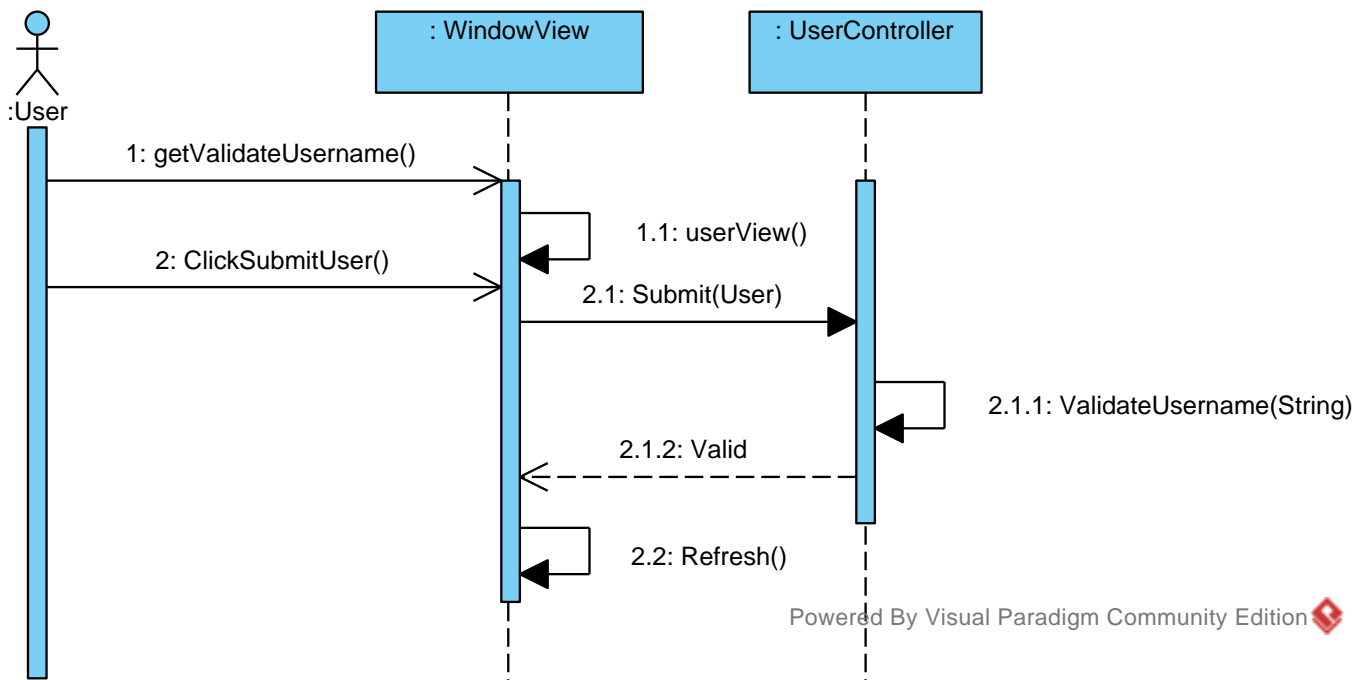 : WindowView
: UserController
:User
1: getValidateUsername()
1.1: userView()
2: ClickSubmitUser()
2.1: Submit(User)
2.1.1: ValidateUsername(String)
2.1.2: Valid
2.2: Refresh()
Powered By Visual Paradigm Community Edition